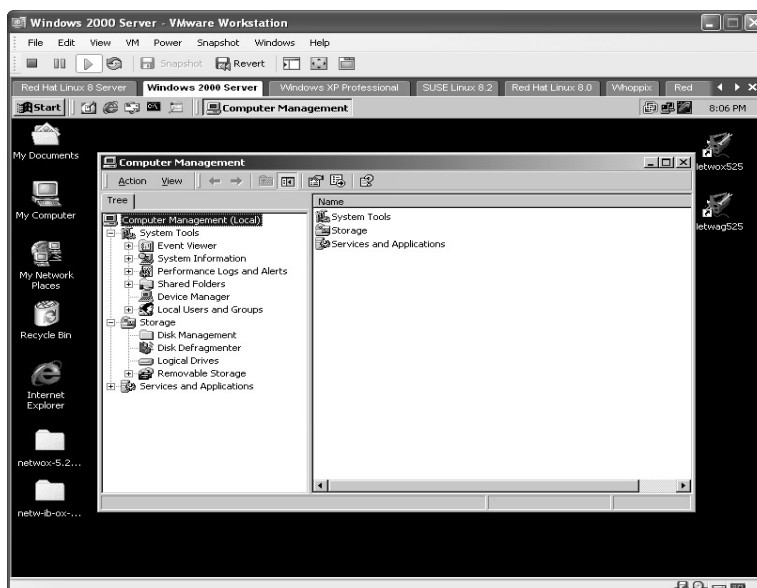 Windows 2000 Server - VMware Workstation
File Edit View VM Power Snapshot Windows Help
Snapshot Revert
Red Hat Linux 8 Server Windows 2000 Server Windows XP Professional SUSE Linux 8.2 Red Hat Linux 8.0 Whoppix Red
Start Computer Management 8:06 PM
My Documents
My Computer
My Network
Places
Recycle Bin
Internet
Explorer
netwox-5.2...
netw-ib-ox-...
Computer Management
Action View
Tree
Computer Management (Local)
System Tools
Event Viewer
System Information
Performance Logs and Alerts
Shared Folders
Device Manager
Local Users and Groups
Storage
Disk Management
Disk Defragmenter
Logical Drives
Removable Storage
Services and Applications
Name
System Tools
Storage
Services and Applications
letwox525
letwag525